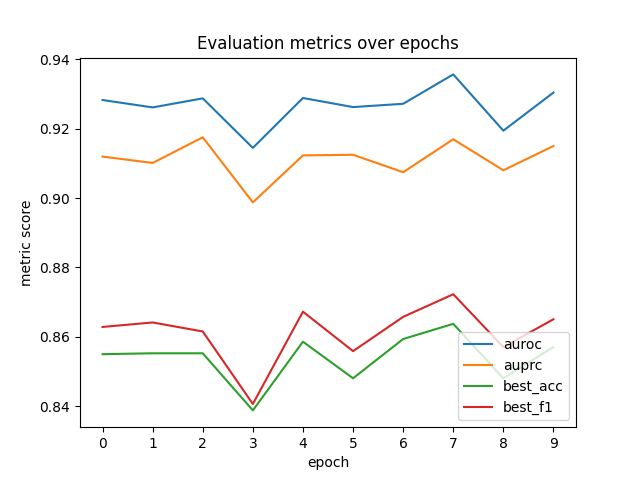 Evaluation metrics over epochs
metric score
0.94
0.92
0.90
0.88
0.86
0.84
auroc
auprc
best_acc
best_f1
0 1 2 3 4 5 6 7 8 9
epoch